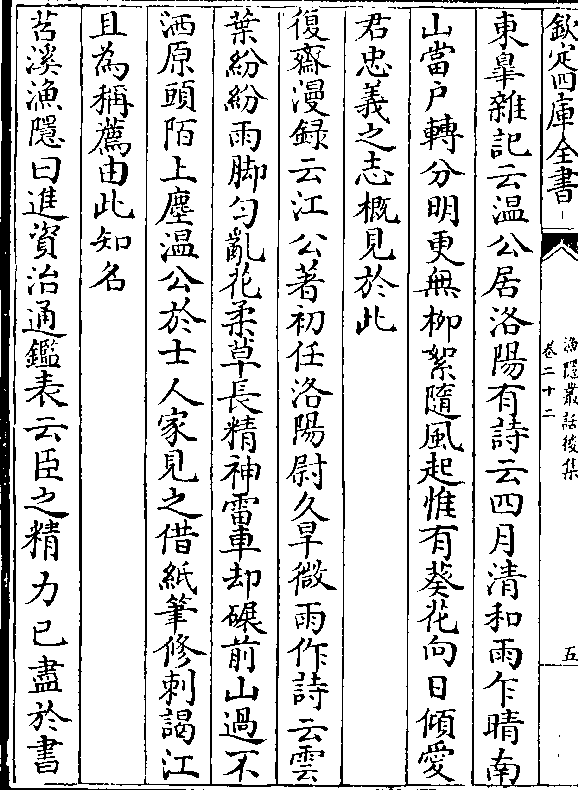 欽定四庫全書
漁隱叢話後集
卷二十二
五
東臯雜記云温公居洛陽有詩云四月清和雨乍晴南
山當户轉分明更無柳絮隨風起惟有葵花向日傾愛
君忠義之志概見於此
復齋漫録云江公著初任洛陽尉久旱微雨作詩云雲
葉紛紛雨脚勻亂花柔草長精神雷車却碾前山過不
洒原頭陌上塵温公於士人家見之借紙筆修刺謁江
且為稱薦由此知名
苕溪漁隱曰進資治通鑑表云臣之精力已盡於書